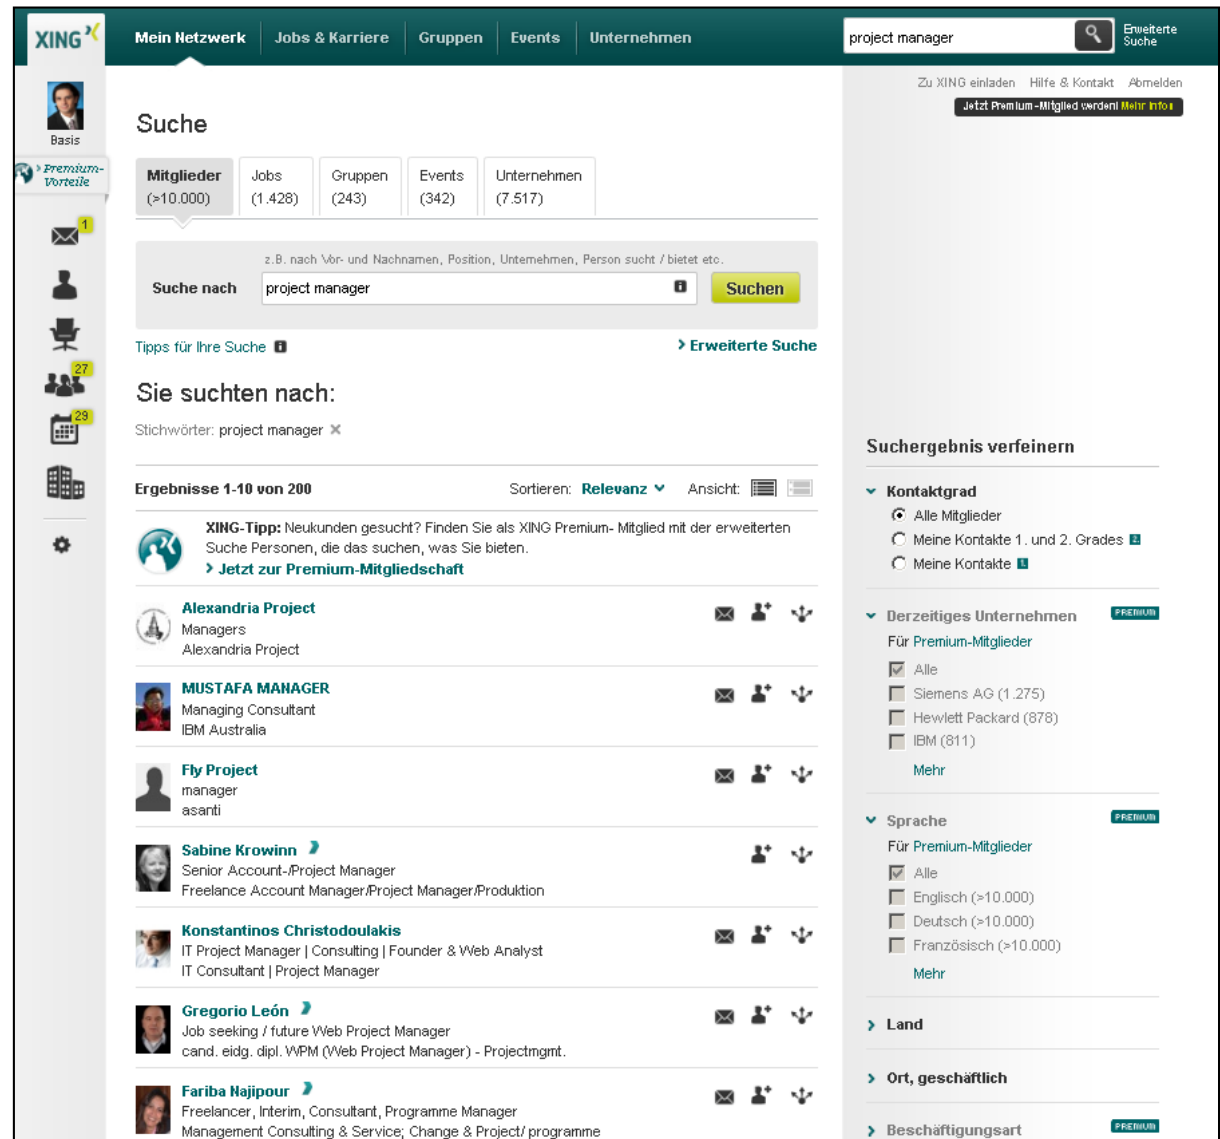 XING
Mein Netzwerk Jobs & Karriere Gruppen Events Unternehmen
project manager
Erweiterte
Suche
Zu XING einladen Hilfe & Kontakt Abmelden
Jetzt Premium-Mitglied werden! Mehr Infos
Basis
Premium-
Vorteile
1
27
29
Suche
Mitglieder
(>10.000)
Jobs
(1.428)
Gruppen
(243)
Events
(342)
Unternehmen
(7.517)
z.B. nach Vor- und Nachnamen, Position, Unternehmen, Person sucht / bietet etc.
Suche nach project manager Suchen
Tipps für Ihre Suche
Erweiterte Suche
Sie suchten nach:
Stichwörter: project manager
Ergebnisse 1-10 von 200 Sortieren: Relevanz Ansicht:
XING-Tipp: Neukunden gesucht? Finden Sie als XING Premium- Mitglied mit der erweiterten
Suche Personen, die das suchen, was Sie bieten.
Jetzt zur Premium-Mitgliedschaft
Alexandria Project
Managers
Alexandria Project
MUSTAFA MANAGER
Managing Consultant
IBM Australia
Fly Project
manager
asanti
Sabine Krowinn
Senior Account-/Project Manager
Freelance Account Manager/Project Manager/Produktion
Konstantinos Christodoulakis
IT Project Manager | Consulting | Founder & Web Analyst
IT Consultant | Project Manager
Gregorio León
Job seeking / future Web Project Manager
cand. eidg. dipl. WPM (Web Project Manager) - Projectmgmt.
Fariba Najipour
Freelancer, Interim, Consultant, Programme Manager
Management Consulting & Service; Change & Project/ programme
Suchergebnis verfeinern
Kontaktgrad
Alle Mitglieder
Meine Kontakte 1. und 2. Grades 2.
Meine Kontakte 1.
Derzeitiges Unternehmen PREMIUM
Für Premium-Mitglieder
Alle
Siemens AG (1.275)
Hewlett Packard (878)
IBM (811)
Mehr
Sprache PREMIUM
Für Premium-Mitglieder
Alle
Englisch (>10.000)
Deutsch (>10.000)
Französisch (>10.000)
Mehr
Land
Ort, geschäftlich
Beschäftigungsart PREMIUM